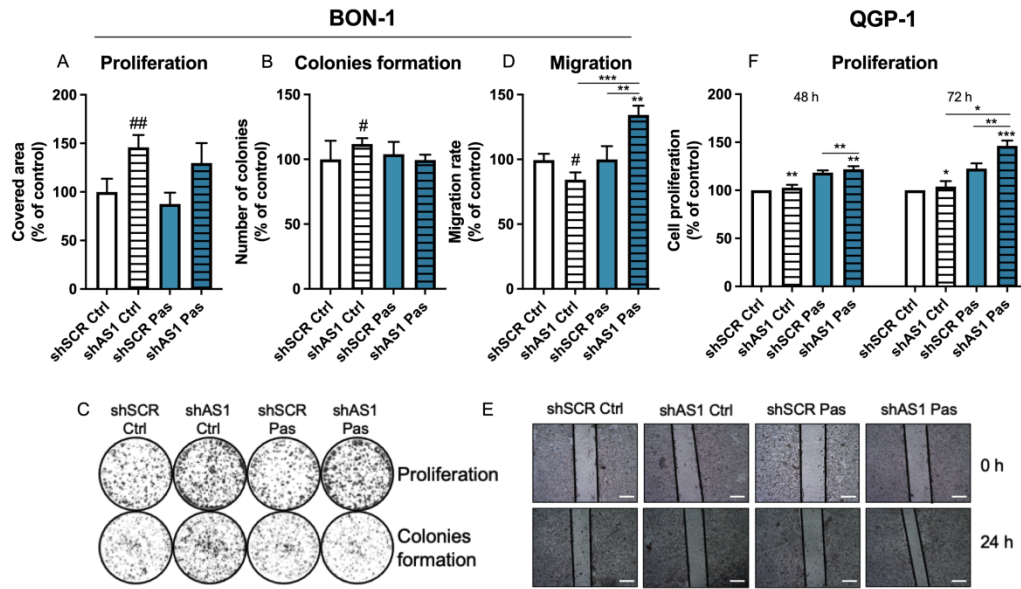 BON-1
QGP-1
A
Proliferation
Covered area
(% of control)
200
150
100
50
0
##
shSCR Ctrl
shAS1 Ctrl
shSCR Pas
shAS1 Pas
B
Colonies formation
Number of colonies
(% of control)
150
100
50
0
#
shSCR Ctrl
shAS1 Ctrl
shSCR Pas
shAS1 Pas
D
Migration
Migration rate
(% of control)
150
100
50
0
***
**
**
#
shSCR Ctrl
shAS1 Ctrl
shSCR Pas
shAS1 Pas
F
Proliferation
Cell proliferation
(% of control)
200
150
100
50
0
48 h
72 h
**
**
**
*
**
***
*
shSCR Ctrl
shAS1 Ctrl
shSCR Pas
shAS1 Pas
shSCR Ctrl
shAS1 Ctrl
shSCR Pas
shAS1 Pas
C
shSCR
Ctrl
shAS1
Ctrl
shSCR
Pas
shAS1
Pas
Proliferation
Colonies
formation
E
shSCR Ctrl
shAS1 Ctrl
shSCR Pas
shAS1 Pas
0 h
24 h